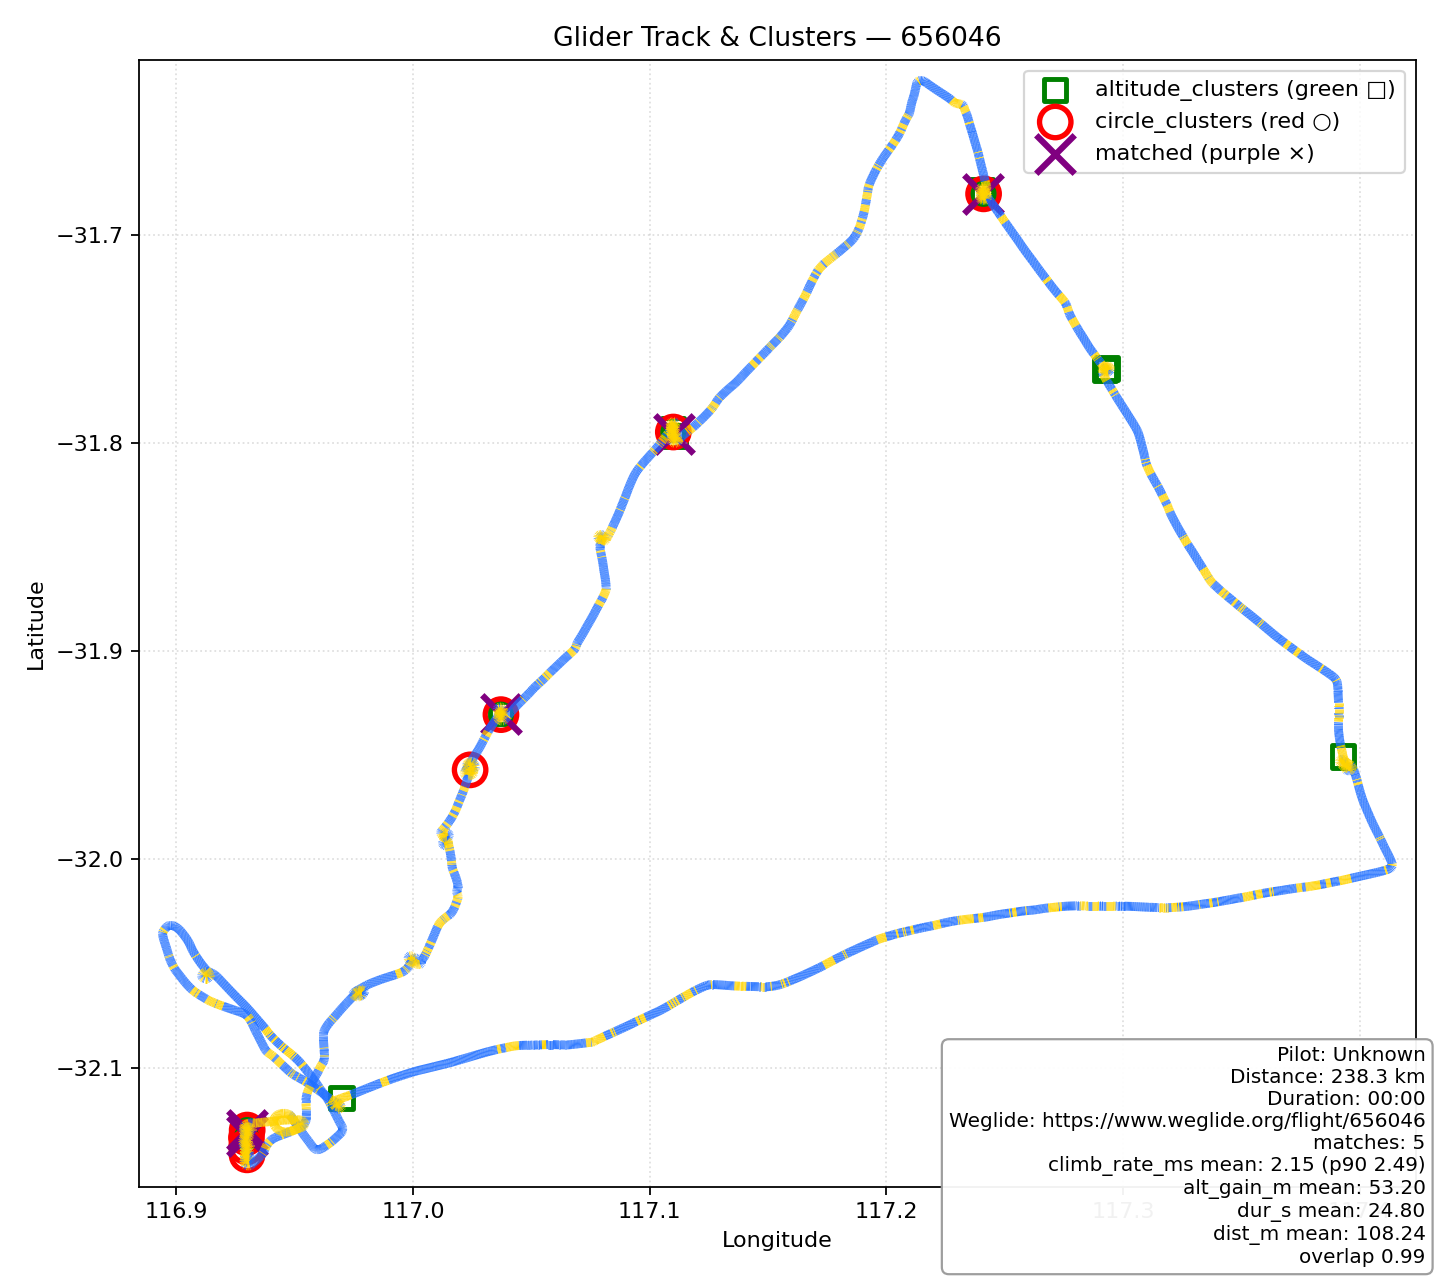 Glider Track & Clusters — 656046
altitude_clusters (green □)
circle_clusters (red ○)
matched (purple ×)
−31.7
−31.8
−31.9
−32.0
−32.1
Latitude
116.9
117.0
117.1
117.2
117.3
Longitude
Pilot: Unknown
Distance: 238.3 km
Duration: 00:00
Weglide: https://www.weglide.org/flight/656046
matches: 5
climb_rate_ms mean: 2.15 (p90 2.49)
alt_gain_m mean: 53.20
dur_s mean: 24.80
dist_m mean: 108.24
overlap 0.99